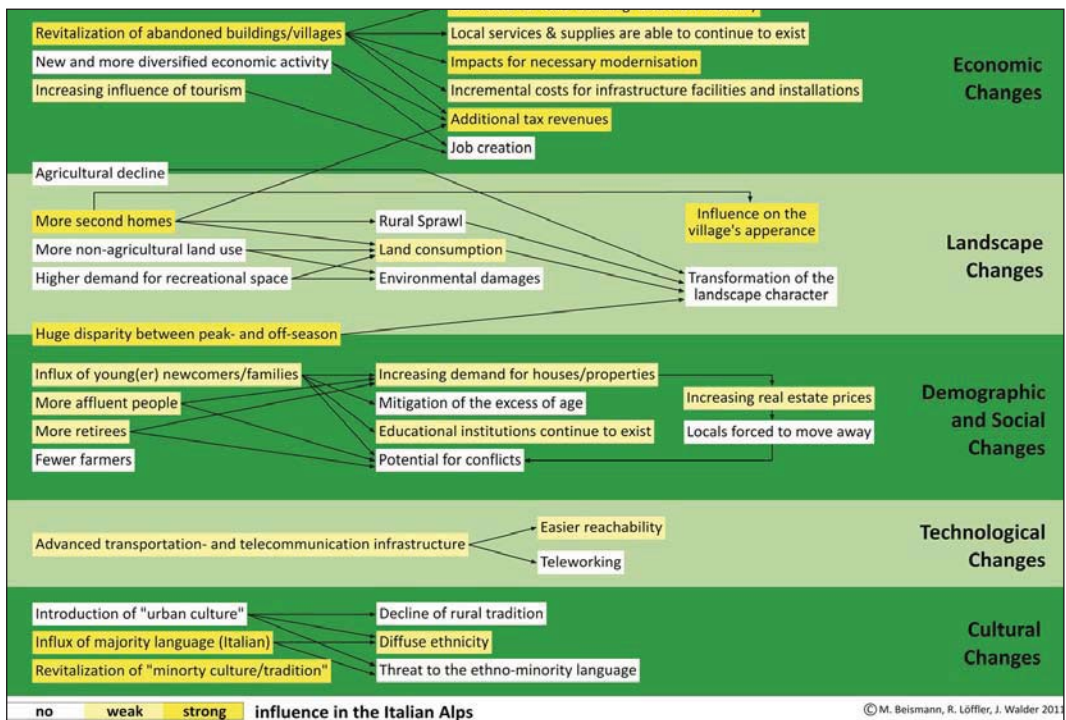 Revitalization of abandoned buildings/villages
Local services & supplies are able to continue to exist
New and more diversified economic activity
Impacts for necessary modernisation
Economic
Changes
Increasing influence of tourism
Incremental costs for infrastructure facilities and installations
Additional tax revenues
Job creation
Agricultural decline
More second homes
Rural Sprawl
Influence on the
village's apperance
More non-agricultural land use
Land consumption
Landscape
Changes
Higher demand for recreational space
Environmental damages
Transformation of the
landscape character
Huge disparity between peak- and off-season
Influx of young(er) newcomers/families
Increasing demand for houses/properties
More affluent people
Mitigation of the excess of age
Increasing real estate prices
Demographic
and Social
Changes
More retirees
Educational institutions continue to exist
Locals forced to move away
Fewer farmers
Potential for conflicts
Advanced transportation- and telecommunication infrastructure
Easier reachability
Teleworking
Technological
Changes
Introduction of "urban culture"
Decline of rural tradition
Influx of majority language (Italian)
Diffuse ethnicity
Cultural
Changes
Revitalization of "minorty culture/tradition"
Threat to the ethno-minority language
no weak strong influence in the Italian Alps
© M. Beismann, R. Löffler, J. Walder 2011